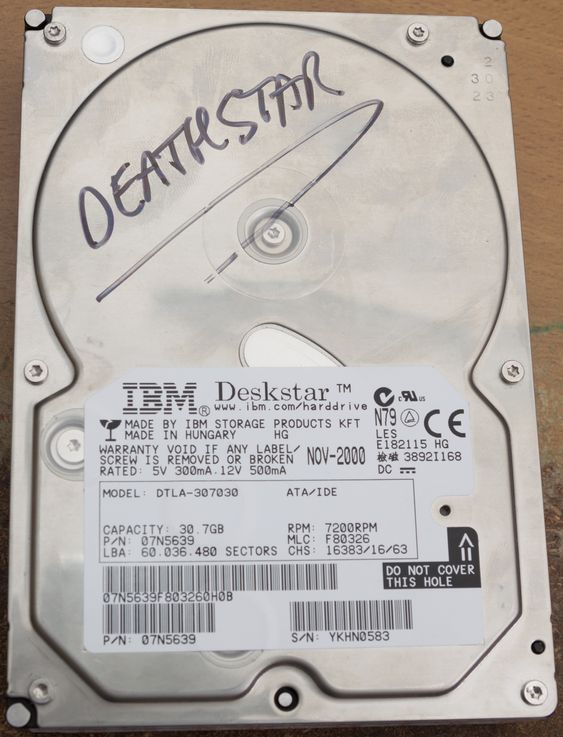 2
30
23
DEATHSTAR
IBM® Deskstar™
www.ibm.com/harddrive
MADE BY IBM STORAGE PRODUCTS KFT
MADE IN HUNGARY HG
WARRANTY VOID IF ANY LABEL/
SCREW IS REMOVED OR BROKEN
RATED: 5V 300mA,12V 500mA
NOV-2000
N79
c RU us
CE
LES
E182115 HG
3892I168
DC
MODEL: DTLA-307030 ATA/IDE
CAPACITY: 30.7GB RPM: 7200RPM
P/N: 07N5639 MLC: F80326
LBA: 60.036.480 SECTORS CHS: 16383/16/63
DO NOT COVER
THIS HOLE
07N5639F803260H0B
P/N: 07N5639 S/N: YKHN0583